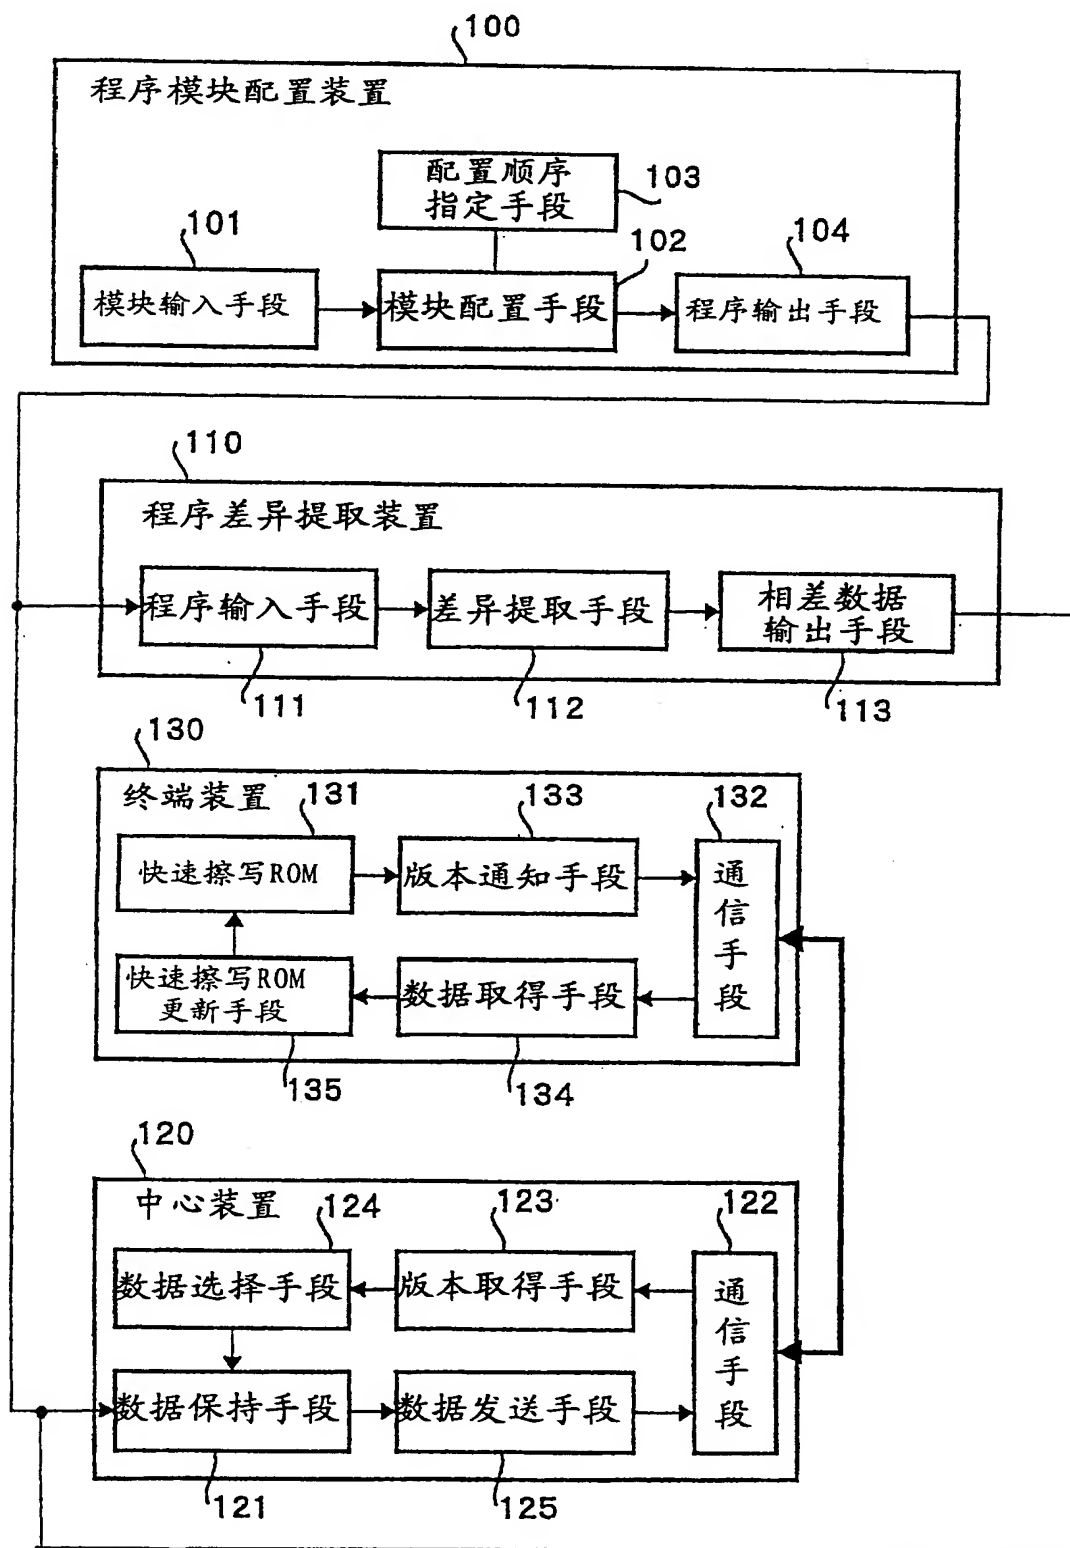 100
程序模块配置装置
配置顺序
指定手段
103
101
102
104
模块输入手段
模块配置手段
程序输出手段
110
程序差异提取装置
程序输入手段
差异提取手段
相差数据
输出手段
111
112
113
130
终端装置
131
133
132
快速擦写ROM
版本通知手段
通信手段
快速擦写ROM
更新手段
数据取得手段
135
134
120
中心装置
124
123
122
数据选择手段
版本取得手段
通信手段
数据保持手段
数据发送手段
121
125